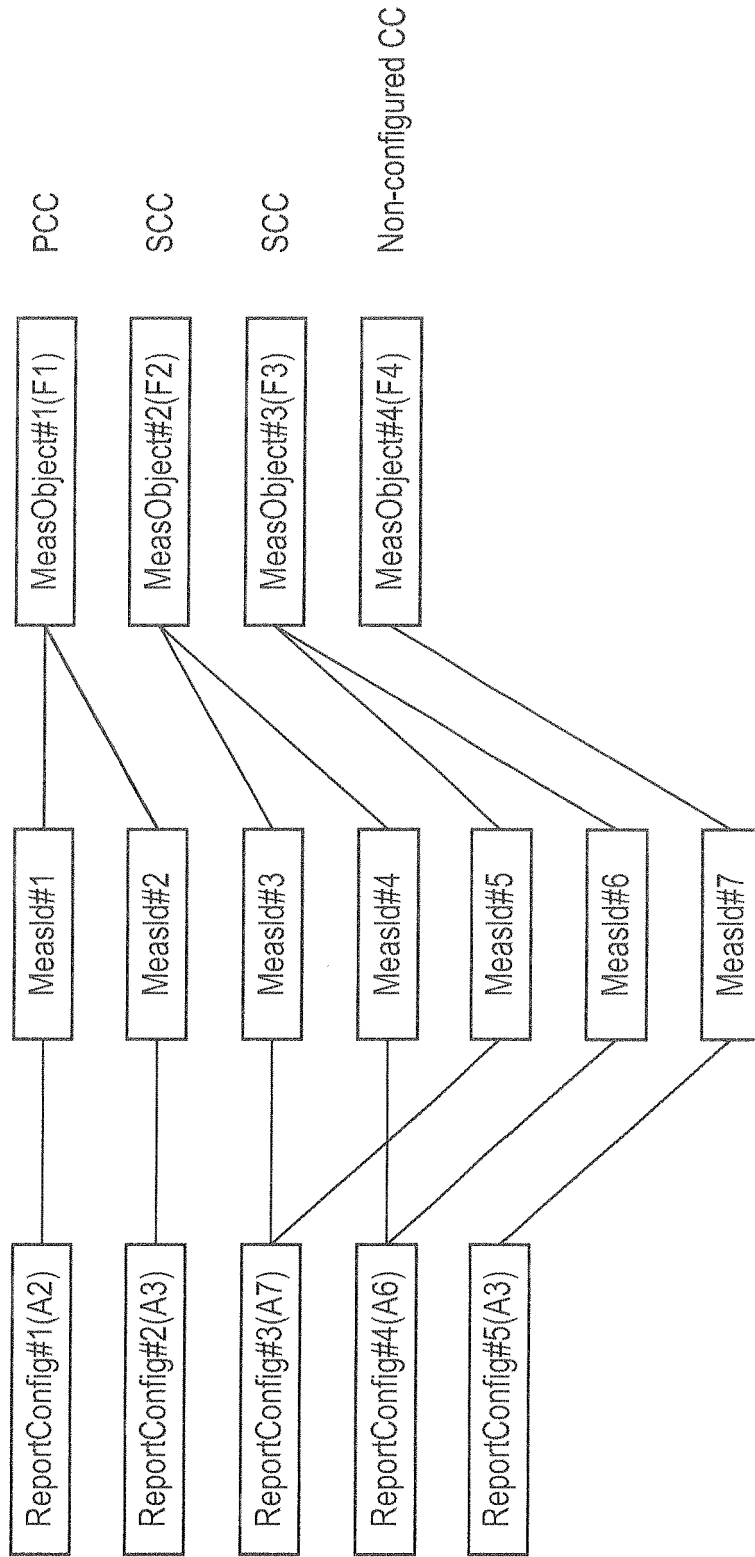 ReportConfig#1(A2)
ReportConfig#2(A3)
ReportConfig#3(A7)
ReportConfig#4(A6)
ReportConfig#5(A3)
MeasId#1
MeasId#2
MeasId#3
MeasId#4
MeasId#5
MeasId#6
MeasId#7
MeasObject#1(F1)
MeasObject#2(F2)
MeasObject#3(F3)
MeasObject#4(F4)
PCC
SCC
SCC
Non-configured CC